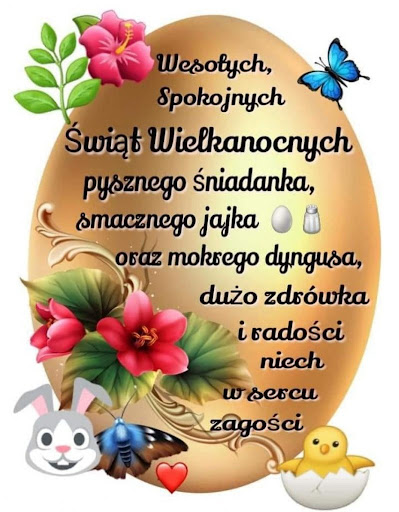 Wesołych,
Spokojnych
Świąt Wielkanocnych
pysznego śniadanka,
smacznego jajka 🥚🧂
oraz mokrego dyngusa,
dużo zdrówka
i radości
niech
w sercu
zagości